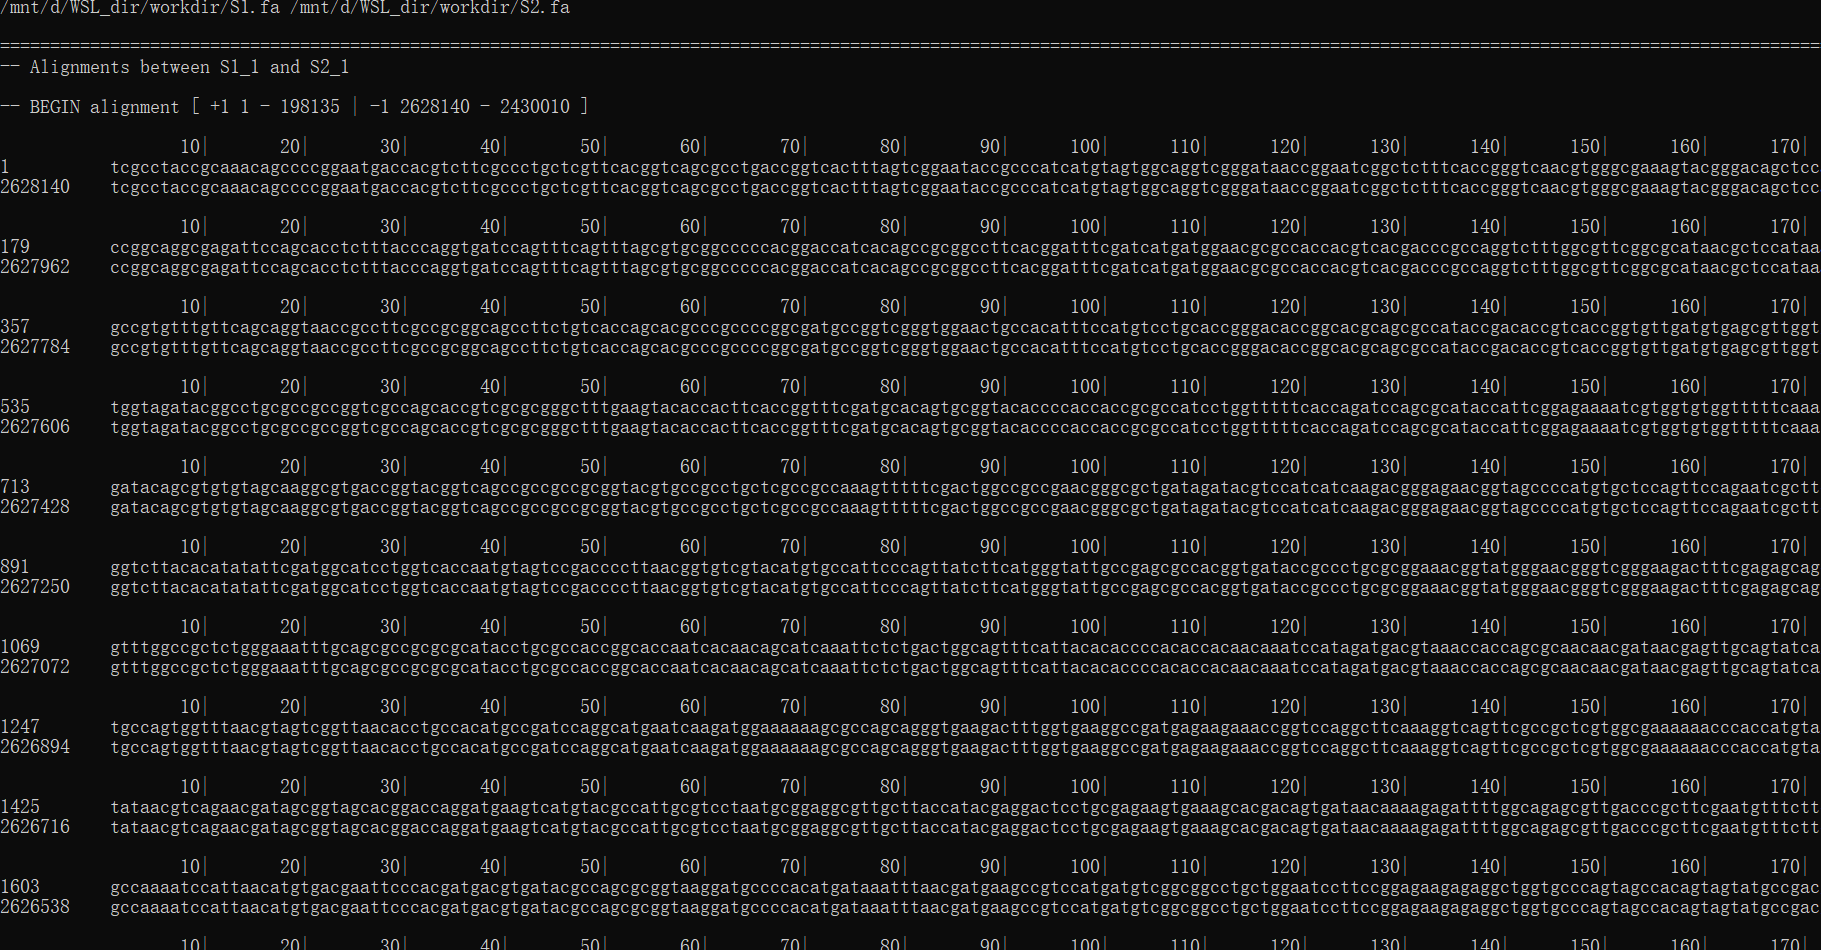 /mnt/d/WSL_dir/workdir/S1.fa /mnt/d/WSL_dir/workdir/S2.fa
======================================================================================================================================================================================
-- Alignments between S1_1 and S2_1
-- BEGIN alignment [ +1 1 - 198135 | -1 2628140 - 2430010 ]
10| 20| 30| 40| 50| 60| 70| 80| 90| 100| 110| 120| 130| 140| 150| 160| 170|
1 tcgcctaccgcaaacagccccggaatgaccacgtcttcgccctgctcgttcacggtcagcgcctgaccggtcactttagtcggaataccgcccatcatgtagtggcaggtcgggataaccggaatcggctctttcaccgggtcaacgtgggcgaaagtacgggacagctcc
2628140 tcgcctaccgcaaacagccccggaatgaccacgtcttcgccctgctcgttcacggtcagcgcctgaccggtcactttagtcggaataccgcccatcatgtagtggcaggtcgggataaccggaatcggctctttcaccgggtcaacgtgggcgaaagtacgggacagctcc
10| 20| 30| 40| 50| 60| 70| 80| 90| 100| 110| 120| 130| 140| 150| 160| 170|
179 ccggcaggcgagattccagcacctctttacccaggtgatccagtttcagtttagcgtgcggcccccacggaccatcacagccgcggccttcacggatttcgatcatgatggaacgcgccaccacgtcacgacccgccaggtctttggcgttcggcgcataacgctccataa
2627962 ccggcaggcgagattccagcacctctttacccaggtgatccagtttcagtttagcgtgcggcccccacggaccatcacagccgcggccttcacggatttcgatcatgatggaacgcgccaccacgtcacgacccgccaggtctttggcgttcggcgcataacgctccataa
10| 20| 30| 40| 50| 60| 70| 80| 90| 100| 110| 120| 130| 140| 150| 160| 170|
357 gccgtgtttgttcagcaggtaaccgccttcgccgcggcagccttctgtcaccagcacgcccgccccggcgatgccggtcgggtggaactgccacatttccatgtcctgcaccgggacaccggcacgcagcgccataccgacaccgtcaccggtgttgatgtgagcgttggt
2627784 gccgtgtttgttcagcaggtaaccgccttcgccgcggcagccttctgtcaccagcacgcccgccccggcgatgccggtcgggtggaactgccacatttccatgtcctgcaccgggacaccggcacgcagcgccataccgacaccgtcaccggtgttgatgtgagcgttggt
10| 20| 30| 40| 50| 60| 70| 80| 90| 100| 110| 120| 130| 140| 150| 160| 170|
535 tggtagatacggcctgcgccgccggtcgccagcaccgtcgcgcgggctttgaagtacaccacttcaccggtttcgatgcacagtgcggtacaccccaccaccgcgccatcctggtttttcaccagatccagcgcataccattcggagaaaatcgtggtgtggtttttcaaa
2627606 tggtagatacggcctgcgccgccggtcgccagcaccgtcgcgcgggctttgaagtacaccacttcaccggtttcgatgcacagtgcggtacaccccaccaccgcgccatcctggtttttcaccagatccagcgcataccattcggagaaaatcgtggtgtggtttttcaaa
10| 20| 30| 40| 50| 60| 70| 80| 90| 100| 110| 120| 130| 140| 150| 160| 170|
713 gatacagcgtgtgtagcaaggcgtgaccggtacggtcagccgccgccgcgcggtacgtgccgcctgctcgccgccaaagtttttcgactggccgccgaacgggcgctgatagatacgtccatcatcaagacgggagaacggtagccccatgtgctccagttccagaatcgctt
2627428 gatacagcgtgtgtagcaaggcgtgaccggtacggtcagccgccgccgcgcggtacgtgccgcctgctcgccgccaaagtttttcgactggccgccgaacgggcgctgatagatacgtccatcatcaagacgggagaacggtagccccatgtgctccagttccagaatcgctt
10| 20| 30| 40| 50| 60| 70| 80| 90| 100| 110| 120| 130| 140| 150| 160| 170|
891 ggtcttacacatatattcgatggcatcctggtcaccaatgtagtccgaccccttaacggtgtcgtacatgtgccattcccagttatcttcatgggtattgccgagcgccacggtgataccgccctgcgcggaaacggtatgggaacgggtcgggaagactttcgagagcag
2627250 ggtcttacacatatattcgatggcatcctggtcaccaatgtagtccgaccccttaacggtgtcgtacatgtgccattcccagttatcttcatgggtattgccgagcgccacggtgataccgccctgcgcggaaacggtatgggaacgggtcgggaagactttcgagagcag
10| 20| 30| 40| 50| 60| 70| 80| 90| 100| 110| 120| 130| 140| 150| 160| 170|
1069 gtttggccgctctgggaaatttgcagcgccgcgcgcatacctgcgccaccggcaccaatcacaacagcatcaaattctctgactggcagtttcattacacaccccacaccacaacaaatccatagatgacgtaaaccaccagcgcaacaacgataacgagttgcagtatca
2627072 gtttggccgctctgggaaatttgcagcgccgcgcgcatacctgcgccaccggcaccaatcacaacagcatcaaattctctgactggcagtttcattacacaccccacaccacaacaaatccatagatgacgtaaaccaccagcgcaacaacgataacgagttgcagtatca
10| 20| 30| 40| 50| 60| 70| 80| 90| 100| 110| 120| 130| 140| 150| 160| 170|
1247 tgccagtggtttaacgtagtcggttaacacctgccacatgccgatccaggcatgaatcaagatggaaaaaagcgccagcagggtgaagactttggtgaaggccgatgagaagaaaccggtccaggcttcaaaggtcagttcgccgctcgtggcgaaaaaacccaccatgta
2626894 tgccagtggtttaacgtagtcggttaacacctgccacatgccgatccaggcatgaatcaagatggaaaaaagcgccagcagggtgaagactttggtgaaggccgatgagaagaaaccggtccaggcttcaaaggtcagttcgccgctcgtggcgaaaaaacccaccatgta
10| 20| 30| 40| 50| 60| 70| 80| 90| 100| 110| 120| 130| 140| 150| 160| 170|
1425 tataacgtcagaacgatagcggtagcacggaccaggatgaagtcatgtacgccattgcgtcctaatgcggaggcgttgcttaccatacgaggactcctgcgagaagtgaaagcacgacagtgataacaaaagagattttggcagagcgttgacccgcttcgaatgtttctt
2626716 tataacgtcagaacgatagcggtagcacggaccaggatgaagtcatgtacgccattgcgtcctaatgcggaggcgttgcttaccatacgaggactcctgcgagaagtgaaagcacgacagtgataacaaaagagattttggcagagcgttgacccgcttcgaatgtttctt
10| 20| 30| 40| 50| 60| 70| 80| 90| 100| 110| 120| 130| 140| 150| 160| 170|
1603 gccaaaatccattaacatgtgacgaattcccacgatgacgtgatacgccagcgcggtaaggatgccccacatgataaatttaacgatgaagccgtccatgatgtcggcggcctgctggaatccttccggagaagagaggctggtgcccagtagccacagtagtatgccgac
2626538 gccaaaatccattaacatgtgacgaattcccacgatgacgtgatacgccagcgcggtaaggatgccccacatgataaatttaacgatgaagccgtccatgatgtcggcggcctgctggaatccttccggagaagagaggctggtgcccagtagccacagtagtatgccgac
10| 20| 30| 40| 50| 60| 70| 80| 90| 100| 110| 120| 130| 140| 150| 160| 170|